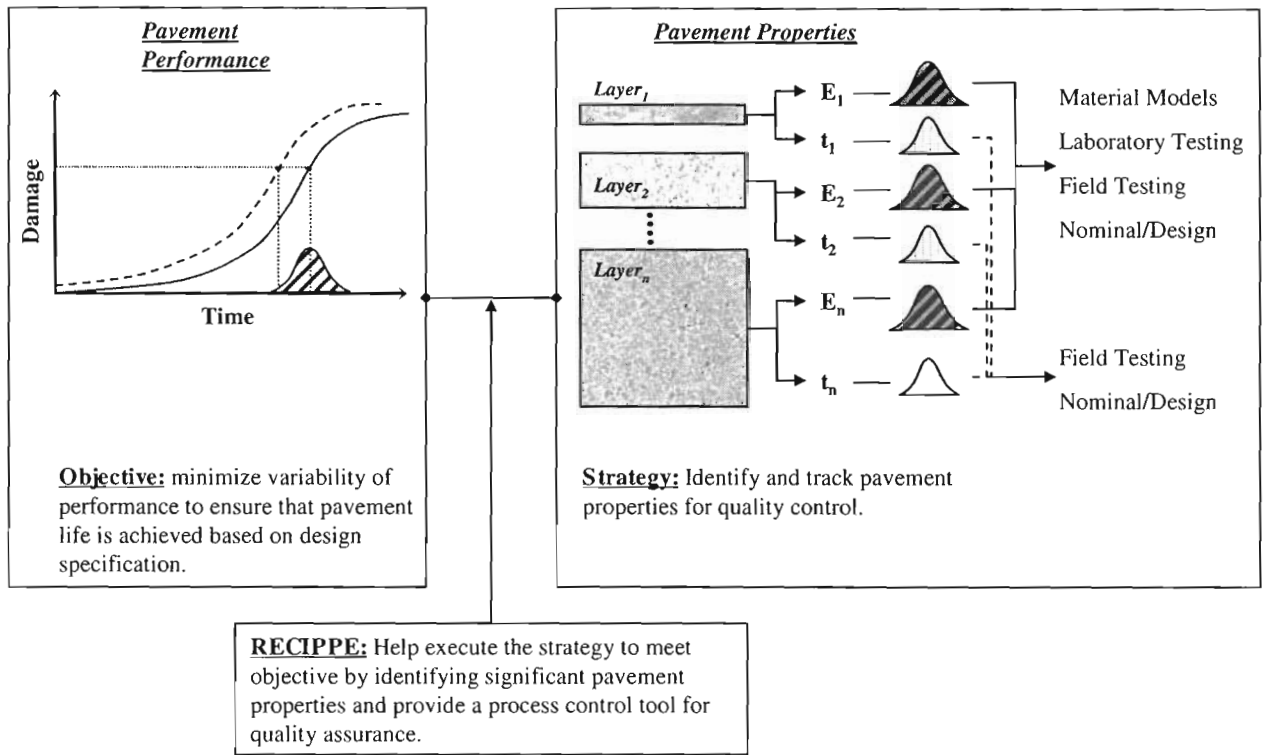 Pavement
Performance
Damage
Time
Objective: minimize variability of
performance to ensure that pavement
life is achieved based on design
specification.
Pavement Properties
Layer1
E1
t1
Layer2
E2
t2
Layern
En
tn
Material Models
Laboratory Testing
Field Testing
Nominal/Design
Field Testing
Nominal/Design
Strategy: Identify and track pavement
properties for quality control.
RECIPPE: Help execute the strategy to meet
objective by identifying significant pavement
properties and provide a process control tool for
quality assurance.